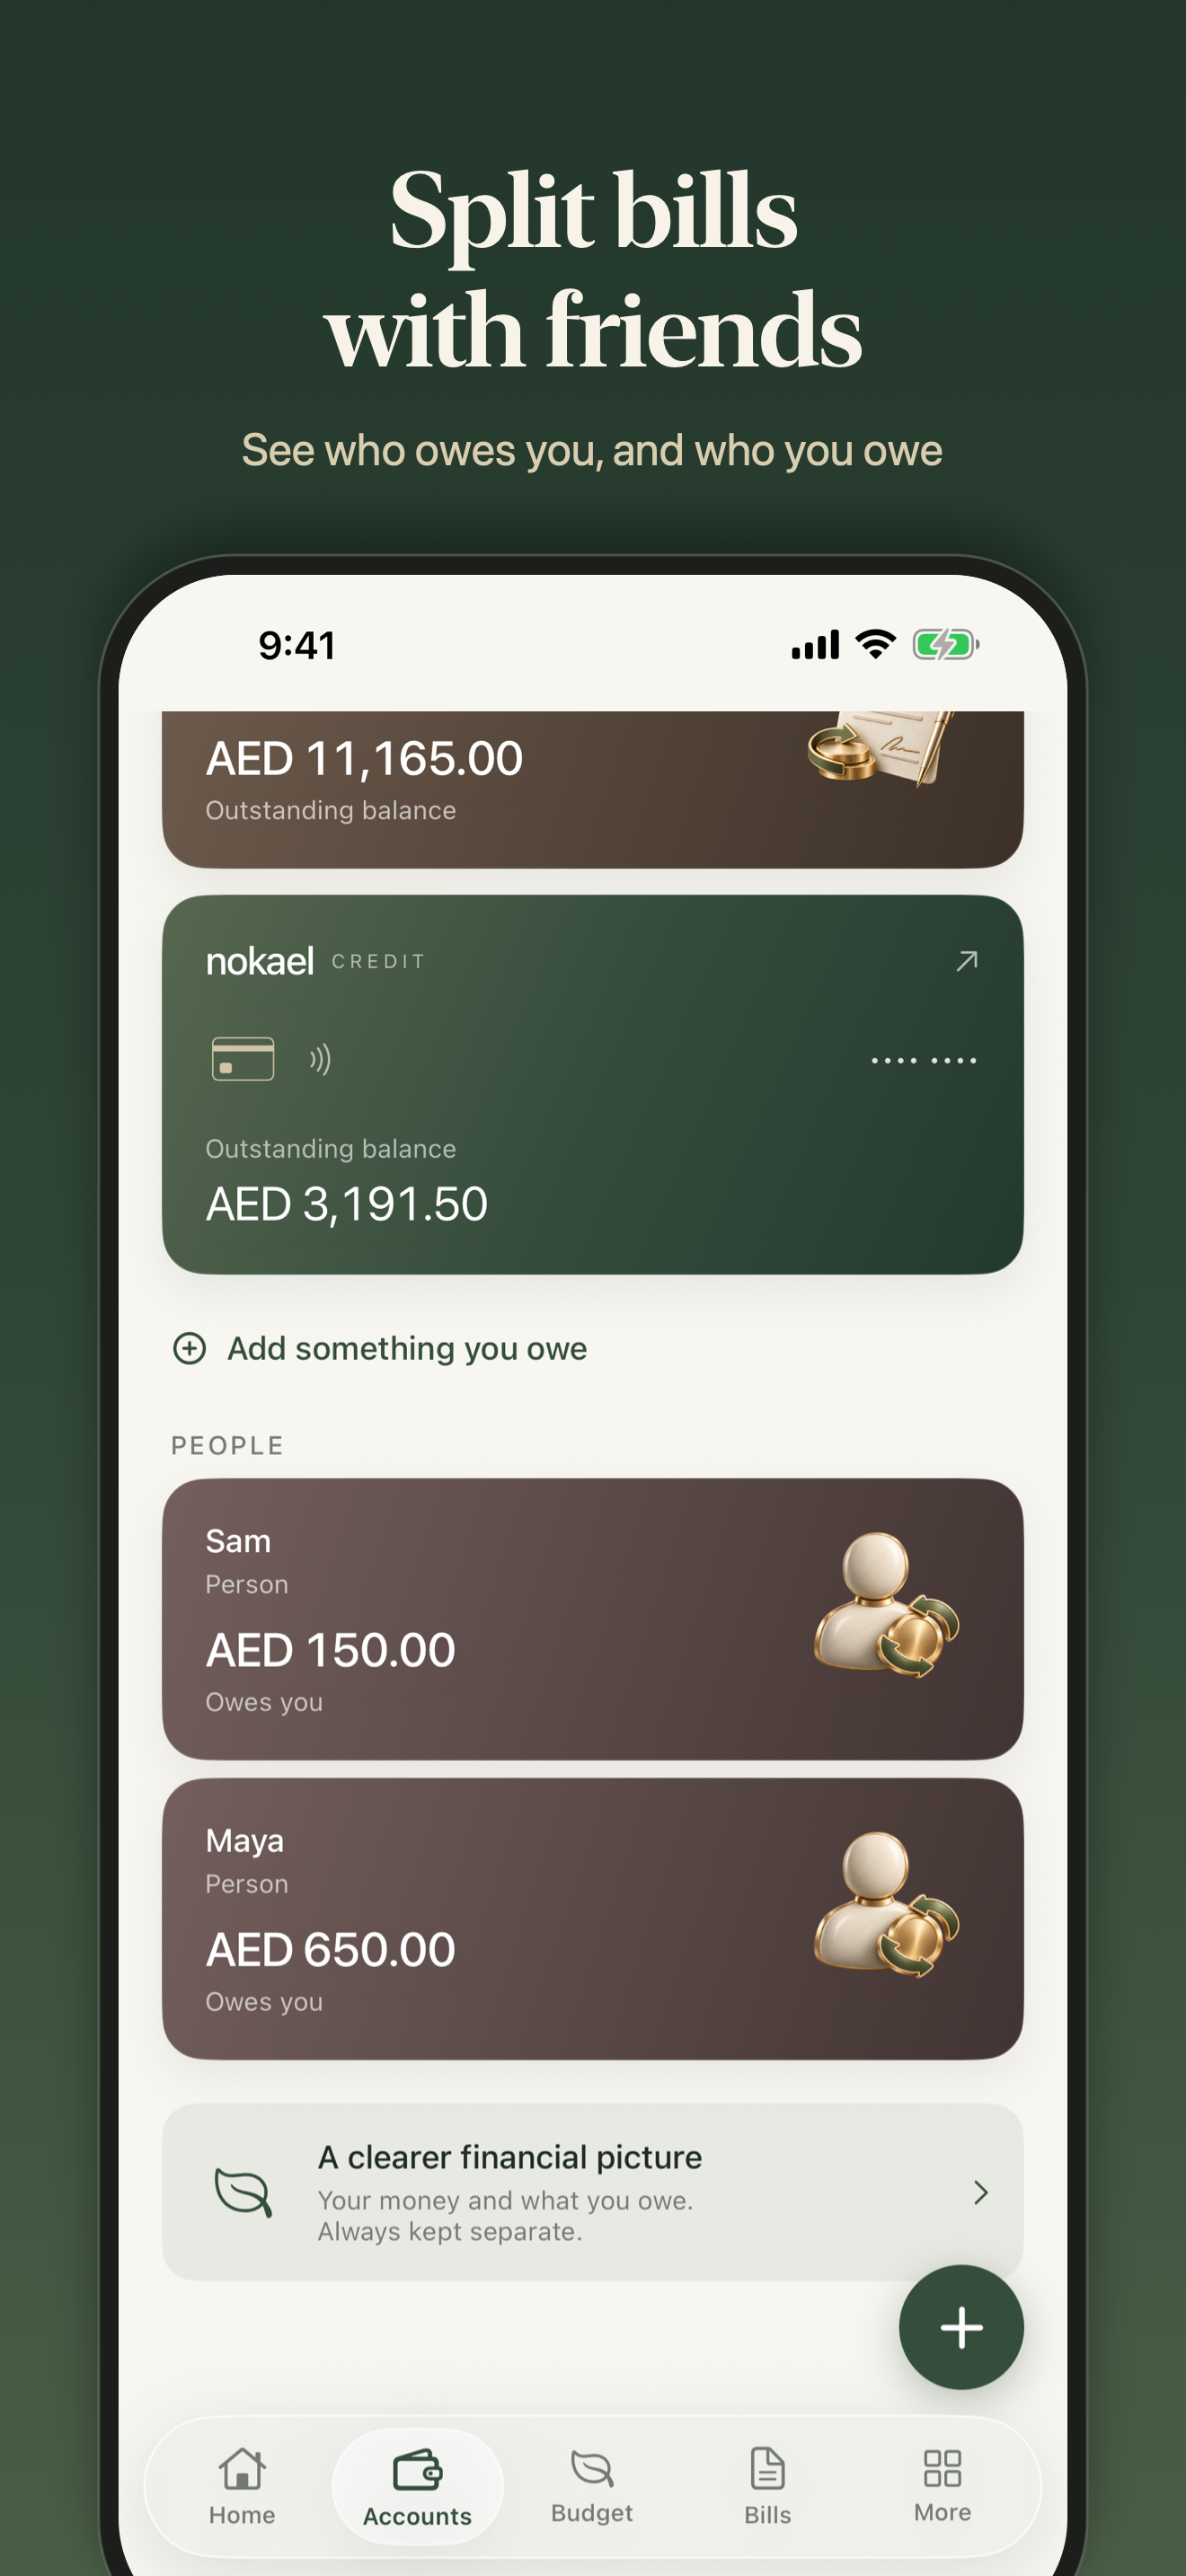 Split bills
with friends
See who owes you, and who you owe
9:41
AED 11,165.00
Outstanding balance
nokael CREDIT
•••• ••••
Outstanding balance
AED 3,191.50
Add something you owe
PEOPLE
Sam
Person
AED 150.00
Owes you
Maya
Person
AED 650.00
Owes you
A clearer financial picture
Your money and what you owe.
Always kept separate.
Home
Accounts
Budget
Bills
More